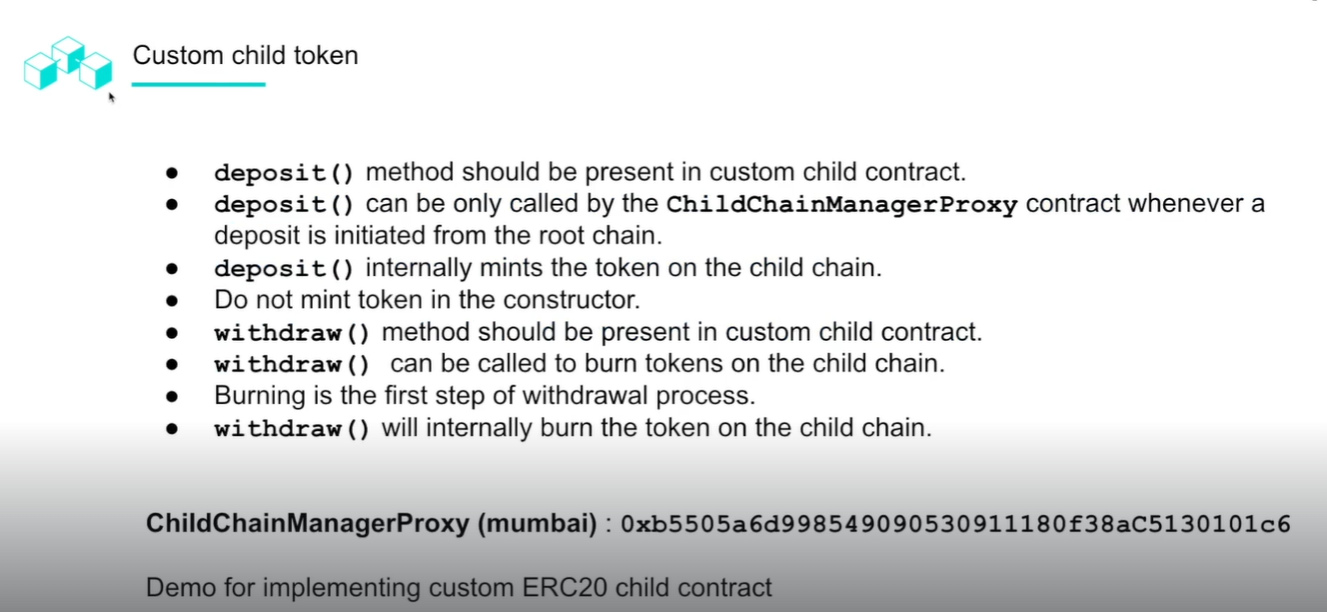 Custom child token
● deposit() method should be present in custom child contract.
● deposit() can be only called by the ChildChainManagerProxy contract whenever a
deposit is initiated from the root chain.
● deposit() internally mints the token on the child chain.
● Do not mint token in the constructor.
● withdraw() method should be present in custom child contract.
● withdraw() can be called to burn tokens on the child chain.
● Burning is the first step of withdrawal process.
● withdraw() will internally burn the token on the child chain.
ChildChainManagerProxy (mumbai) : 0xb5505a6d998549090530911180f38aC5130101c6
Demo for implementing custom ERC20 child contract